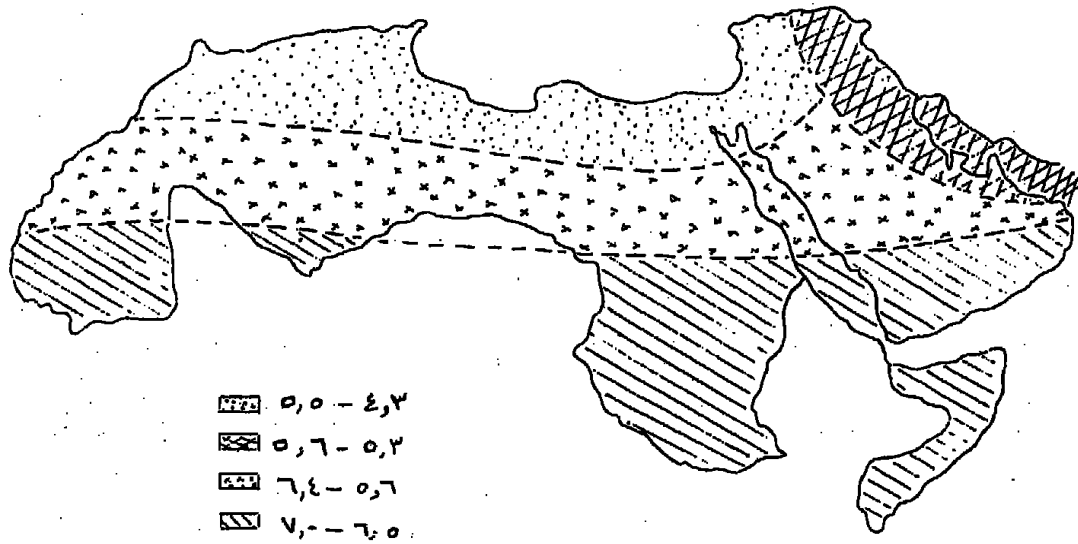 ٤,٣ – ٥,٥
٥,٣ – ٥,٦
٥,٦ – ٦,٤
٦,٥ – ٧,٠